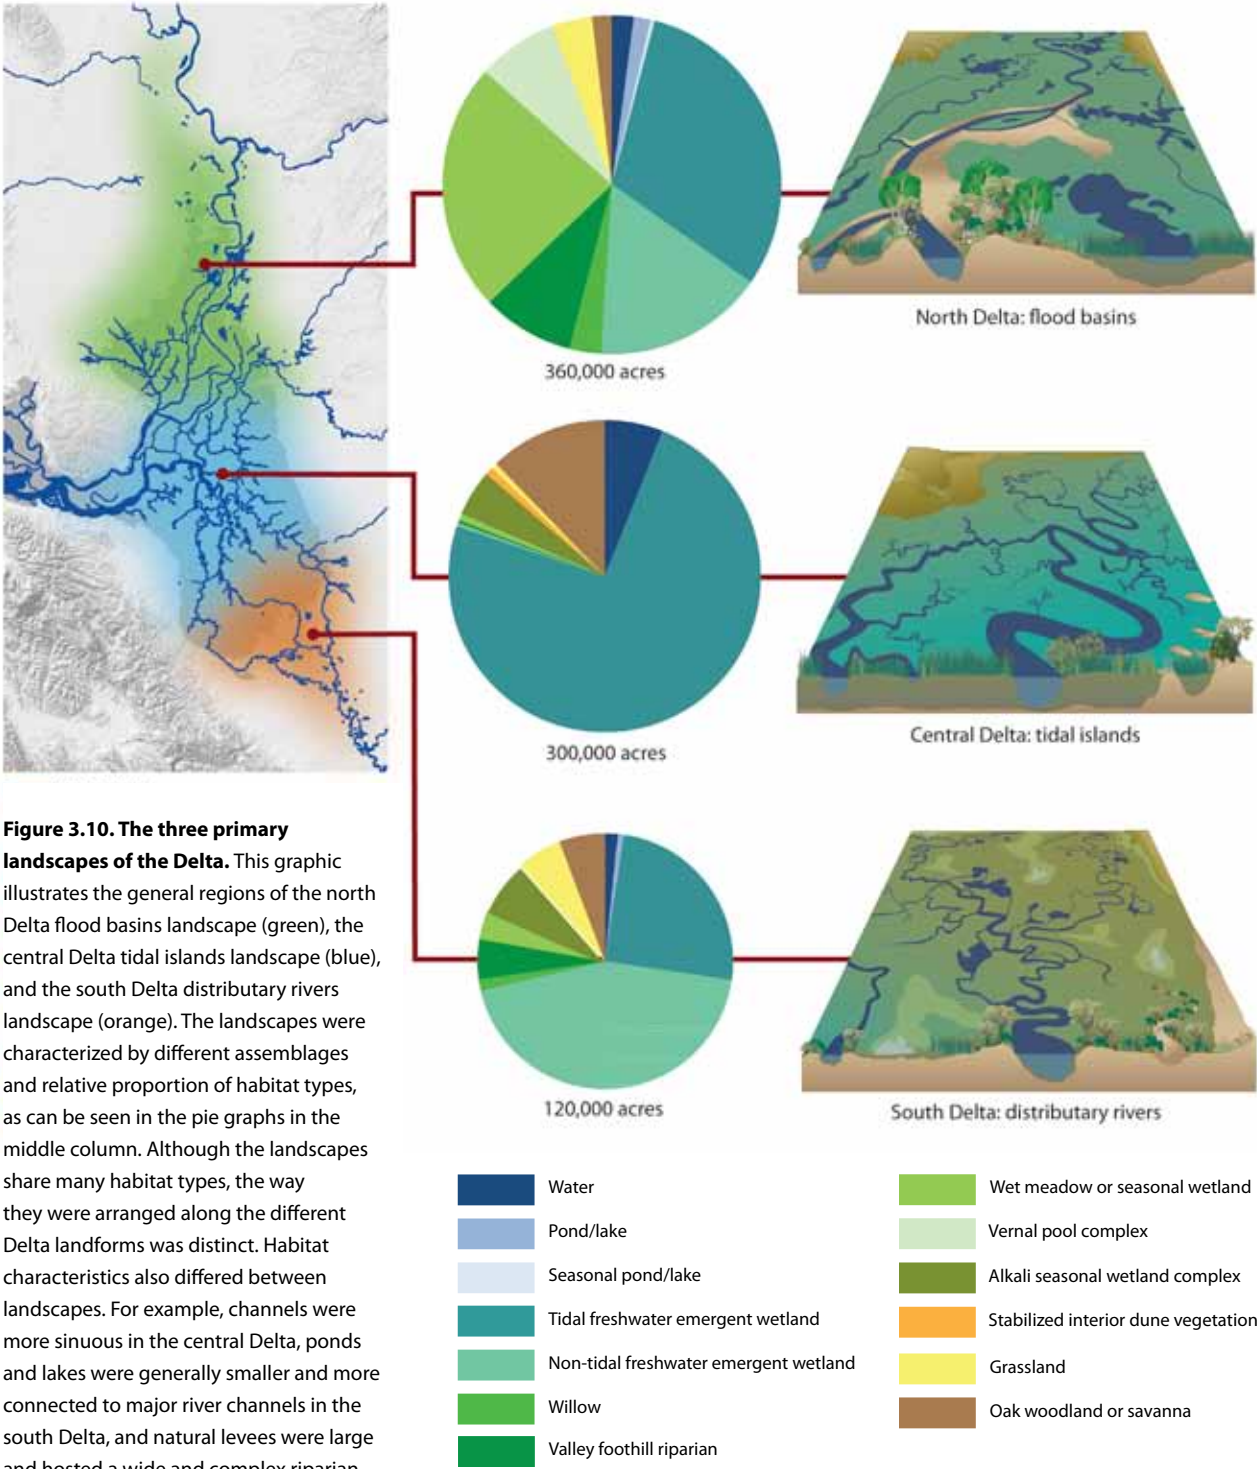 360,000 acres
North Delta: flood basins
300,000 acres
Central Delta: tidal islands
120,000 acres
South Delta: distributary rivers
Figure 3.10. The three primary
landscapes of the Delta. This graphic
illustrates the general regions of the north
Delta flood basins landscape (green), the
central Delta tidal islands landscape (blue),
and the south Delta distributary rivers
landscape (orange). The landscapes were
characterized by different assemblages
and relative proportion of habitat types,
as can be seen in the pie graphs in the
middle column. Although the landscapes
share many habitat types, the way
they were arranged along the different
Delta landforms was distinct. Habitat
characteristics also differed between
landscapes. For example, channels were
more sinuous in the central Delta, ponds
and lakes were generally smaller and more
connected to major river channels in the
south Delta, and natural levees were large
and hosted a wide and complex riparian
Water
Pond/lake
Seasonal pond/lake
Tidal freshwater emergent wetland
Non-tidal freshwater emergent wetland
Willow
Valley foothill riparian
Wet meadow or seasonal wetland
Vernal pool complex
Alkali seasonal wetland complex
Stabilized interior dune vegetation
Grassland
Oak woodland or savanna